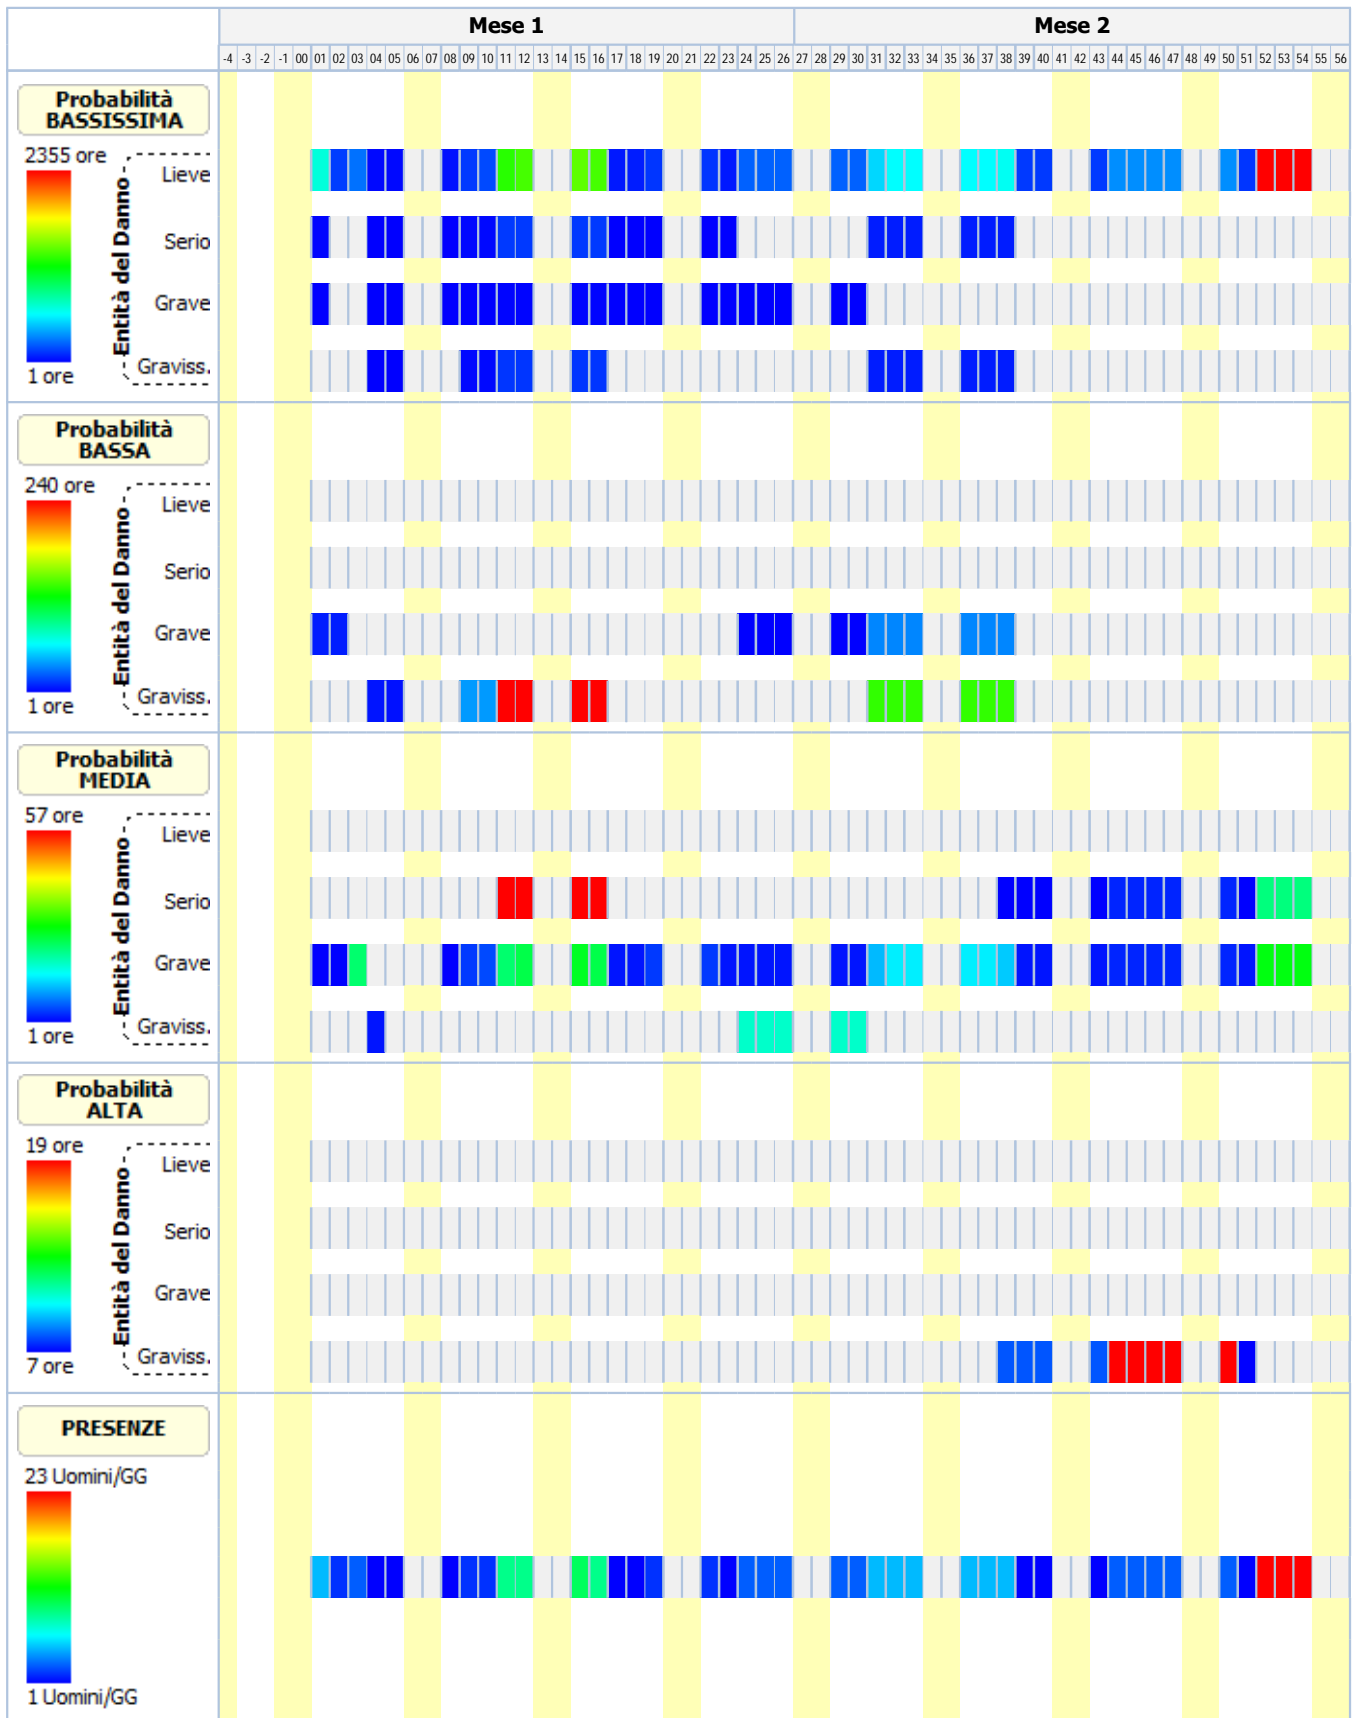 Mese 1 Mese 2
-4 -3 -2 -1 00 01 02 03 04 05 06 07 08 09 10 11 12 13 14 15 16 17 18 19 20 21 22 23 24 25 26 27 28 29 30 31 32 33 34 35 36 37 38 39 40 41 42 43 44 45 46 47 48 49 50 51 52 53 54 55 56
Probabilità
BASSISSIMA
2355 ore
Entità del Danno
Lieve
Serio
Grave
Graviss.
1 ore
Probabilità
BASSA
240 ore
Entità del Danno
Lieve
Serio
Grave
Graviss.
1 ore
Probabilità
MEDIA
57 ore
Entità del Danno
Lieve
Serio
Grave
Graviss.
1 ore
Probabilità
ALTA
19 ore
Entità del Danno
Lieve
Serio
Grave
Graviss.
7 ore
PRESENZE
23 Uomini/GG
1 Uomini/GG